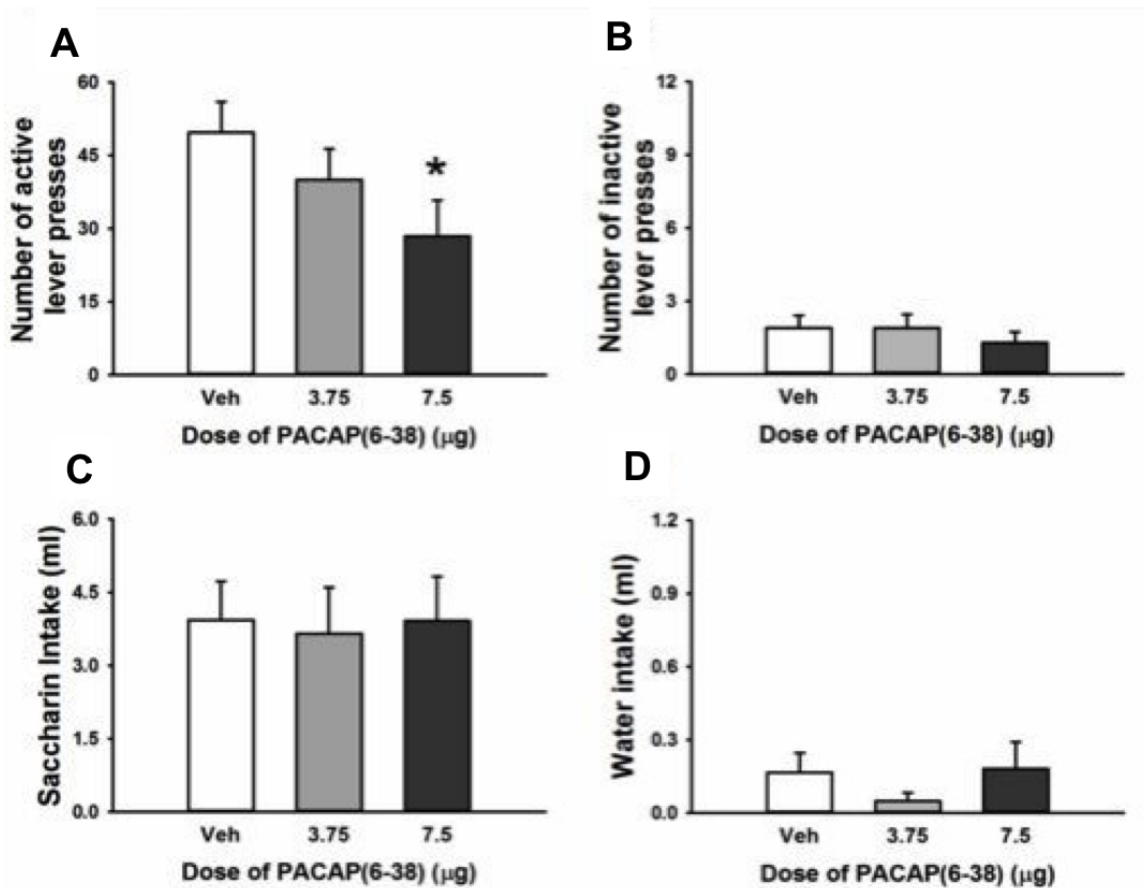 A
Number of active
lever presses
60
45
30
15
0
*
Veh 3.75 7.5
Dose of PACAP(6-38) (μg)
B
Number of inactive
lever presses
12
9
6
3
0
Veh 3.75 7.5
Dose of PACAP(6-38) (μg)
C
Saccharin Intake (ml)
6.0
4.5
3.0
1.5
0.0
Veh 3.75 7.5
Dose of PACAP(6-38) (μg)
D
Water intake (ml)
1.2
0.9
0.6
0.3
0.0
Veh 3.75 7.5
Dose of PACAP(6-38) (μg)